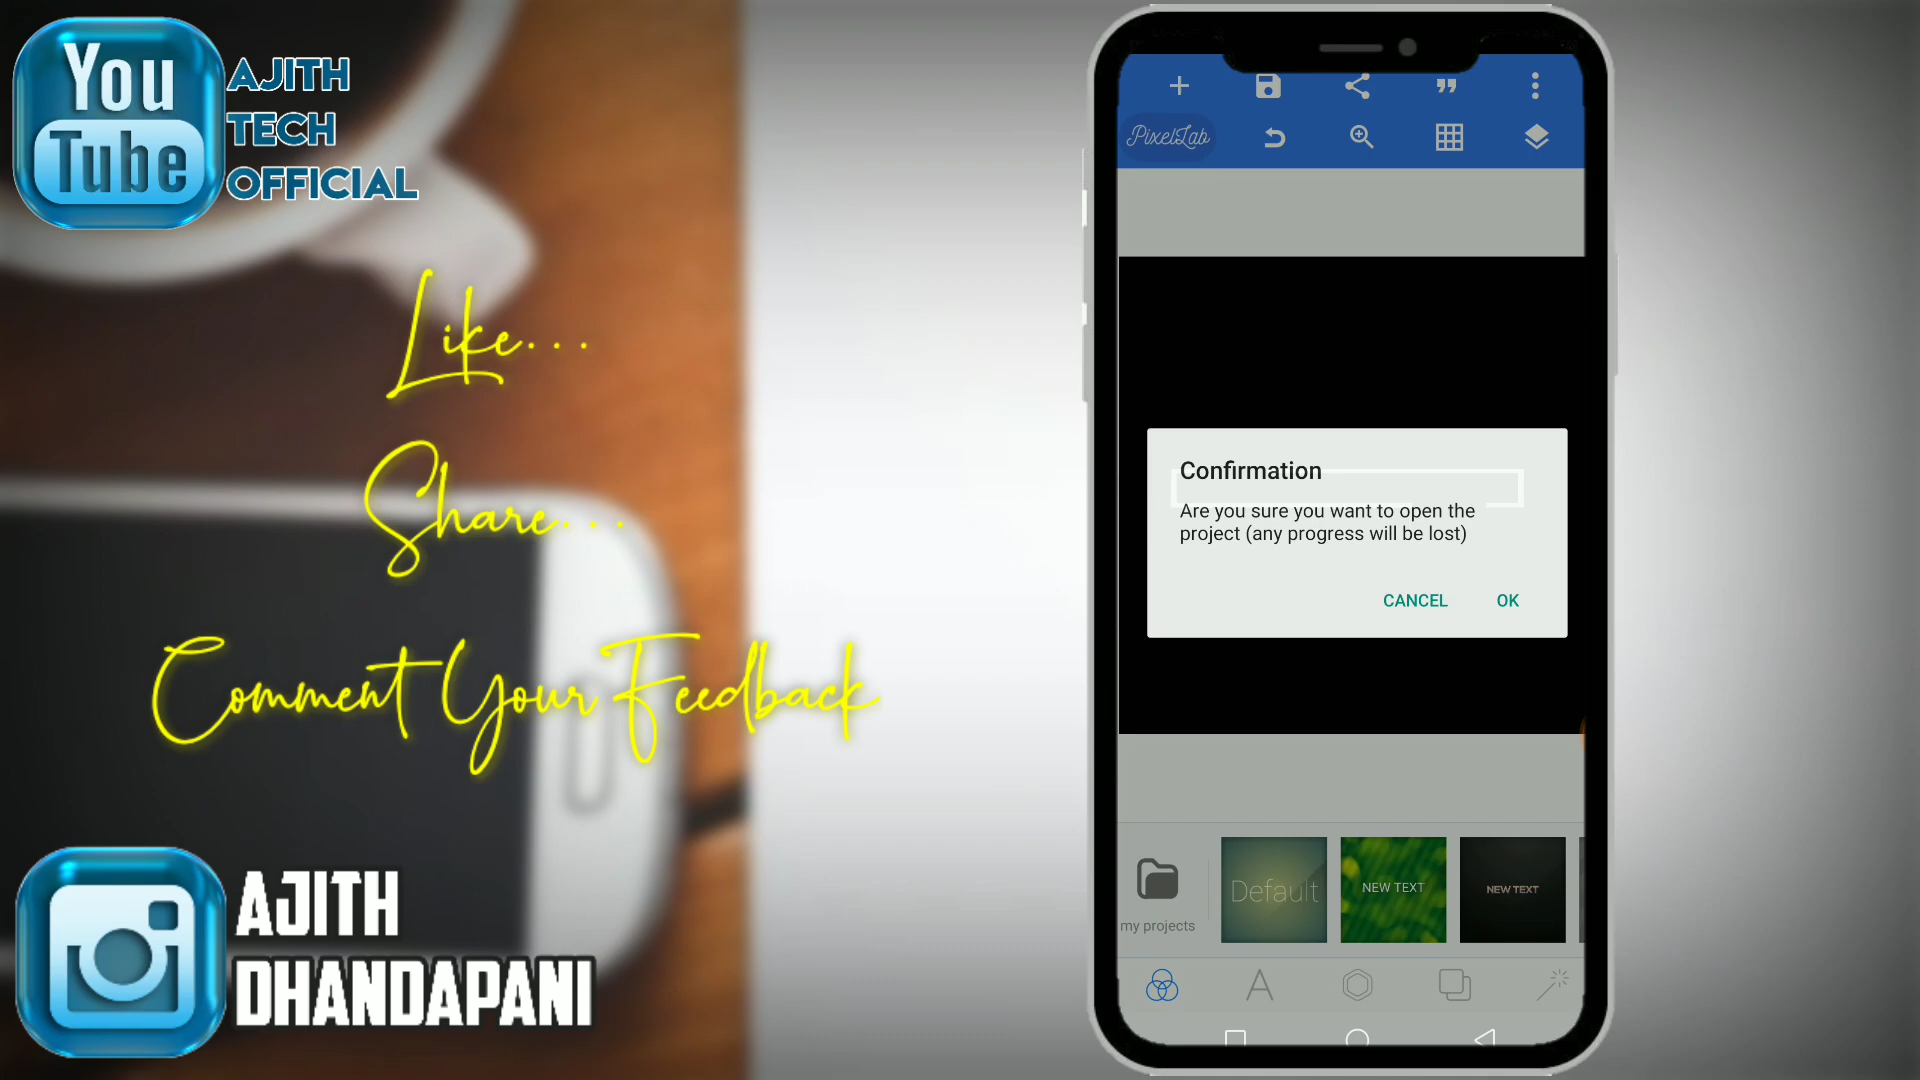 You
Tube
AJITH
TECH
OFFICIAL
Like...
Share...
Comment Your Feedback
AJITH
DHANDAPANI
PixelLab
Confirmation
Are you sure you want to open the
project (any progress will be lost)
CANCEL
OK
my projects
Default
NEW TEXT
NEW TEXT